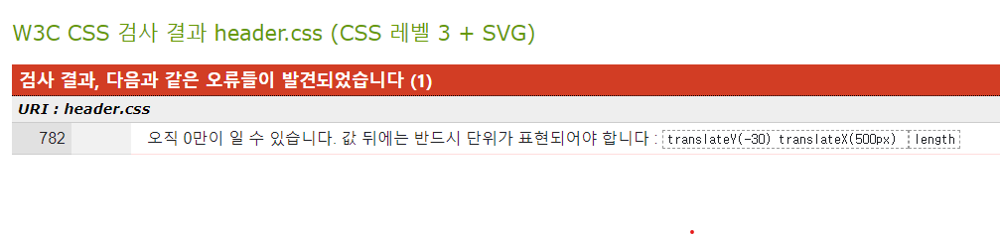 W3C CSS 검사 결과 header.css (CSS 레벨 3 + SVG)
검사 결과, 다음과 같은 오류들이 발견되었습니다 (1)
URI : header.css
782 오직 0만이 일 수 있습니다. 값 뒤에는 반드시 단위가 표현되어야 합니다 : translateY(-30) translateX(500px) length